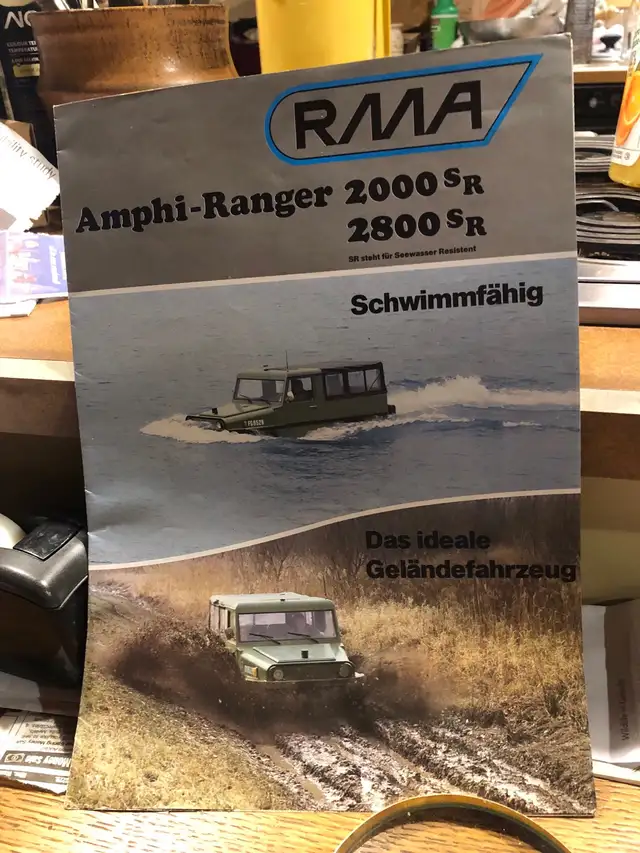 RMA
Amphi-Ranger 2000 SR
2800 SR
SR steht für Seewasser Resistent
Schwimmfähig
Das ideale
Geländefahrzeug